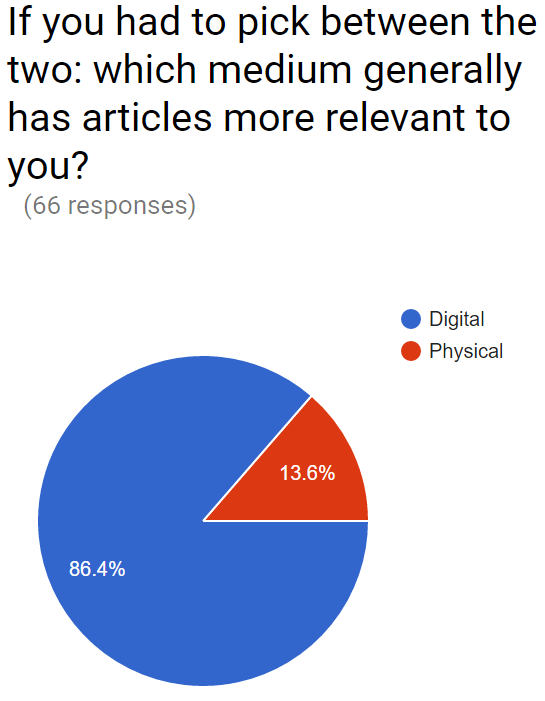 If you had to pick between the
two: which medium generally
has articles more relevant to
you?
(66 responses)
Digital
Physical
13.6%
86.4%